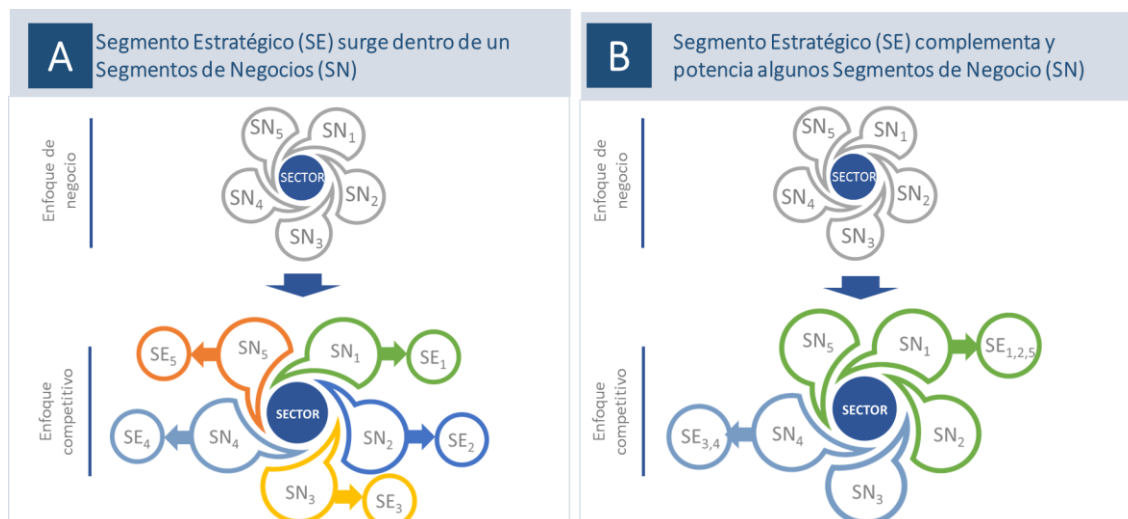 A
Segmento Estratégico (SE) surge dentro de un
Segmentos de Negocios (SN)
Enfoque de
negocio
SN5
SN1
SECTOR
SN4
SN2
SN3
Enfoque
competitivo
SE5
SN5
SN1
SE1
SECTOR
SE4
SN4
SN2
SE2
SN3
SE3
B
Segmento Estratégico (SE) complementa y
potencia algunos Segmentos de Negocio (SN)
Enfoque de
negocio
SN5
SN1
SECTOR
SN4
SN2
SN3
Enfoque
competitivo
SN5
SN1
SE1,2,5
SECTOR
SE3,4
SN4
SN2
SN3